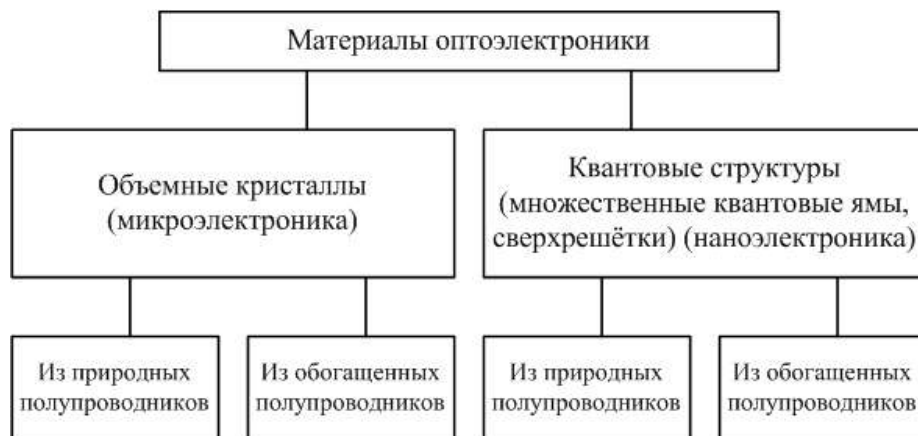 Материалы оптоэлектроники
Объемные кристаллы
(микроэлектроника)
Квантовые структуры
(множественные квантовые ямы,
сверхрешётки) (наноэлектроника)
Из природных
полупроводников
Из обогащенных
полупроводников
Из природных
полупроводников
Из обогащенных
полупроводников